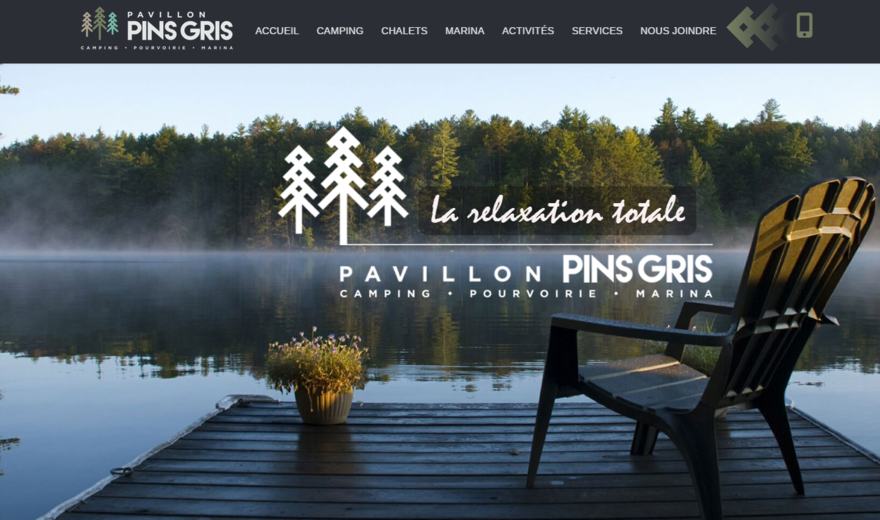 PAVILLON
PINS GRIS
CAMPING • POURVOIRIE • MARINA
ACCUEIL CAMPING CHALETS MARINA ACTIVITÉS SERVICES NOUS JOINDRE
La relaxation totale
PAVILLON PINS GRIS
CAMPING • POURVOIRIE • MARINA